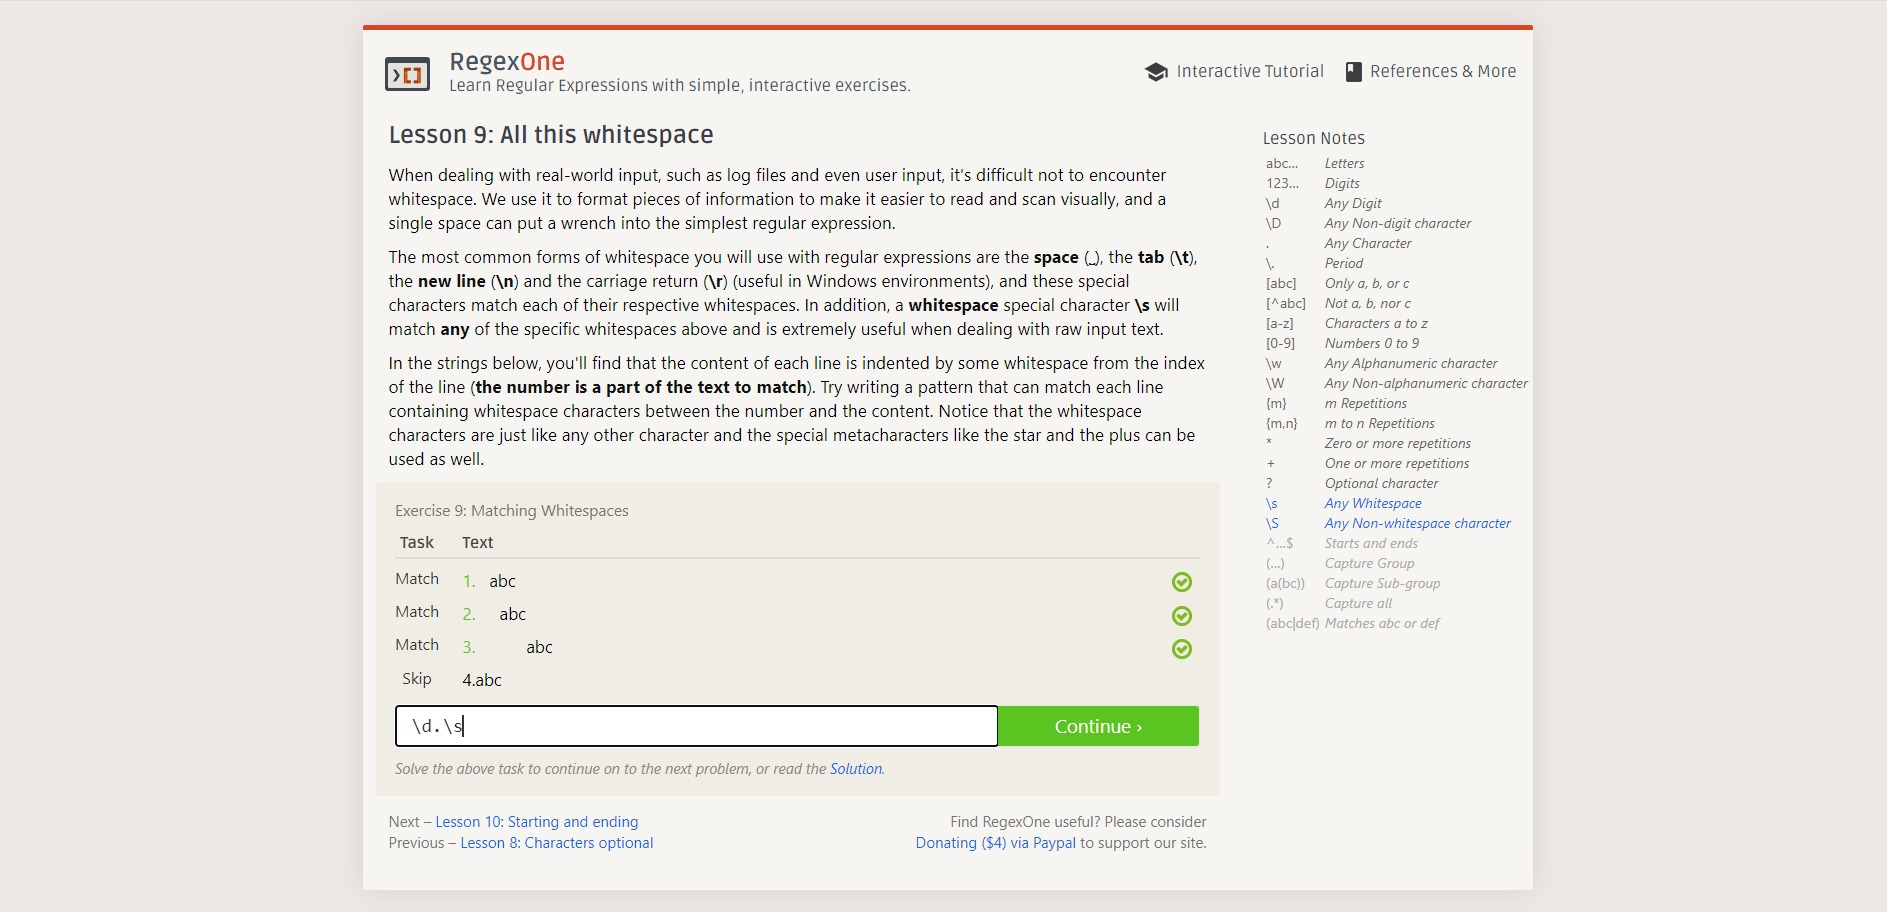 RegexOne
Learn Regular Expressions with simple, interactive exercises.
Interactive Tutorial
References & More
Lesson 9: All this whitespace
When dealing with real-world input, such as log files and even user input, it's difficult not to encounter
whitespace. We use it to format pieces of information to make it easier to read and scan visually, and a
single space can put a wrench into the simplest regular expression.
The most common forms of whitespace you will use with regular expressions are the space (␣), the tab (\t),
the new line (\n) and the carriage return (\r) (useful in Windows environments), and these special
characters match each of their respective whitespaces. In addition, a whitespace special character \s will
match any of the specific whitespaces above and is extremely useful when dealing with raw input text.
In the strings below, you'll find that the content of each line is indented by some whitespace from the index
of the line (the number is a part of the text to match). Try writing a pattern that can match each line
containing whitespace characters between the number and the content. Notice that the whitespace
characters are just like any other character and the special metacharacters like the star and the plus can be
used as well.
Exercise 9: Matching Whitespaces
Task Text
Match 1. abc
Match 2. abc
Match 3. abc
Skip 4.abc
\d.\s
Continue ›
Solve the above task to continue on to the next problem, or read the Solution.
Next – Lesson 10: Starting and ending
Previous – Lesson 8: Characters optional
Find RegexOne useful? Please consider
Donating ($4) via Paypal to support our site.
Lesson Notes
abc... Letters
123... Digits
\d Any Digit
\D Any Non-digit character
. Any Character
\. Period
[abc] Only a, b, or c
[^abc] Not a, b, nor c
[a-z] Characters a to z
[0-9] Numbers 0 to 9
\w Any Alphanumeric character
\W Any Non-alphanumeric character
{m} m Repetitions
{m,n} m to n Repetitions
* Zero or more repetitions
+ One or more repetitions
? Optional character
\s Any Whitespace
\S Any Non-whitespace character
^...$ Starts and ends
(...) Capture Group
(a(bc)) Capture Sub-group
(.*) Capture all
(abc|def) Matches abc or def